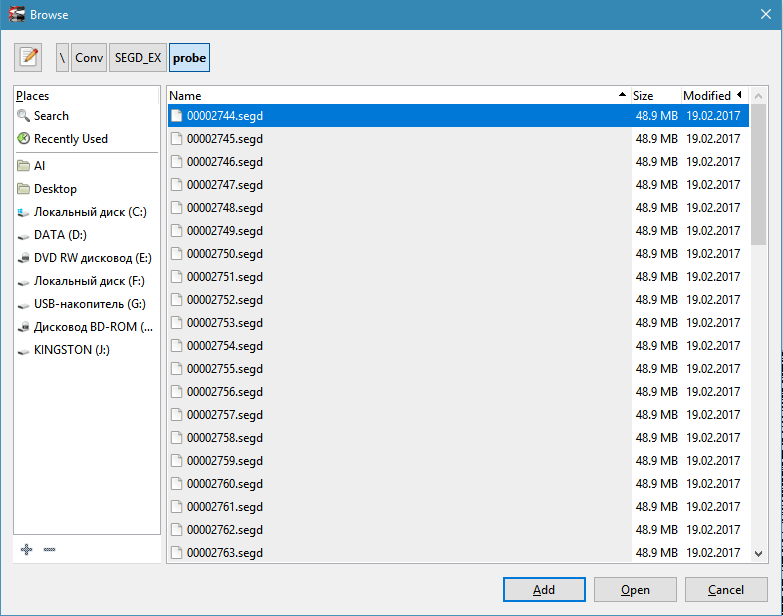 Browse
\ Conv SEGD_EX probe
Places
Search
Recently Used
AI
Desktop
Локальный диск (C:)
DATA (D:)
DVD RW дисковод (E:)
Локальный диск (F:)
USB-накопитель (G:)
Дисковод BD-ROM (...
KINGSTON (J:)
Name Size Modified
00002744.segd 48.9 MB 19.02.2017
00002745.segd 48.9 MB 19.02.2017
00002746.segd 48.9 MB 19.02.2017
00002747.segd 48.9 MB 19.02.2017
00002748.segd 48.9 MB 19.02.2017
00002749.segd 48.9 MB 19.02.2017
00002750.segd 48.9 MB 19.02.2017
00002751.segd 48.9 MB 19.02.2017
00002752.segd 48.9 MB 19.02.2017
00002753.segd 48.9 MB 19.02.2017
00002754.segd 48.9 MB 19.02.2017
00002755.segd 48.9 MB 19.02.2017
00002756.segd 48.9 MB 19.02.2017
00002757.segd 48.9 MB 19.02.2017
00002758.segd 48.9 MB 19.02.2017
00002759.segd 48.9 MB 19.02.2017
00002760.segd 48.9 MB 19.02.2017
00002761.segd 48.9 MB 19.02.2017
00002762.segd 48.9 MB 19.02.2017
00002763.segd 48.9 MB 19.02.2017
Add Open Cancel